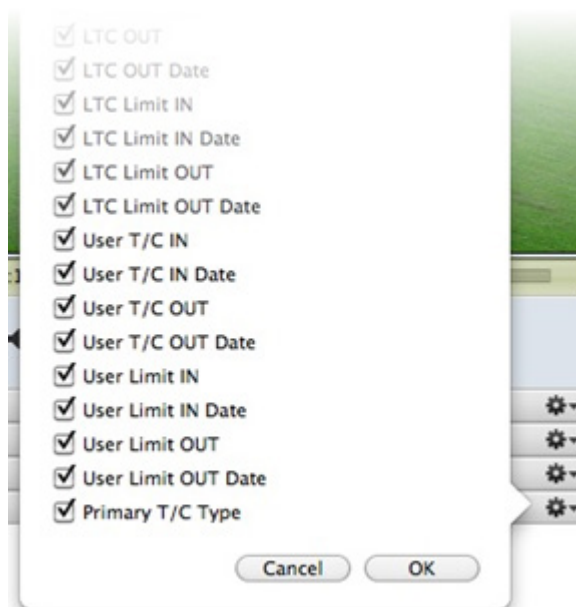 LTC OUT
LTC OUT Date
LTC Limit IN
LTC Limit IN Date
LTC Limit OUT
LTC Limit OUT Date
User T/C IN
User T/C IN Date
User T/C OUT
User T/C OUT Date
User Limit IN
User Limit IN Date
User Limit OUT
User Limit OUT Date
Primary T/C Type
Cancel OK